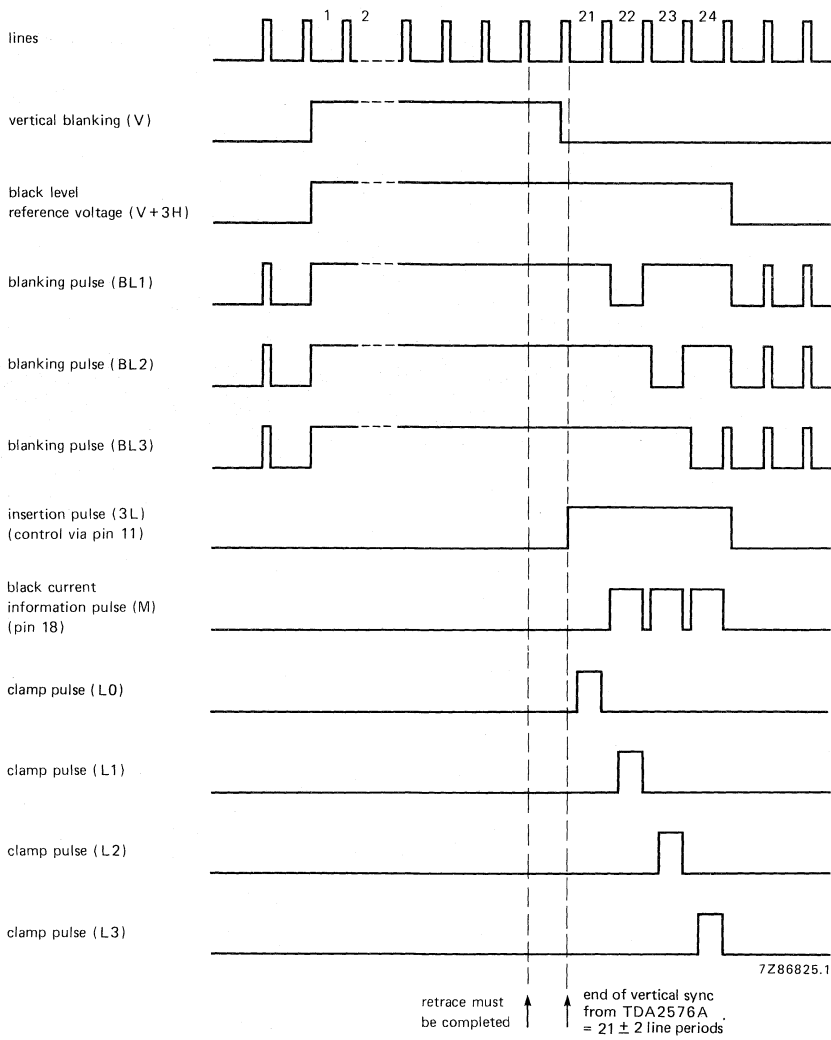 1 2 21 22 23 24
lines
vertical blanking (V)
black level
reference voltage (V+3H)
blanking pulse (BL1)
blanking pulse (BL2)
blanking pulse (BL3)
insertion pulse (3L)
(control via pin 11)
black current
information pulse (M)
(pin 18)
clamp pulse (L0)
clamp pulse (L1)
clamp pulse (L2)
clamp pulse (L3)
7Z86825.1
retrace must
be completed
end of vertical sync
from TDA2576A
= 21 ± 2 line periods